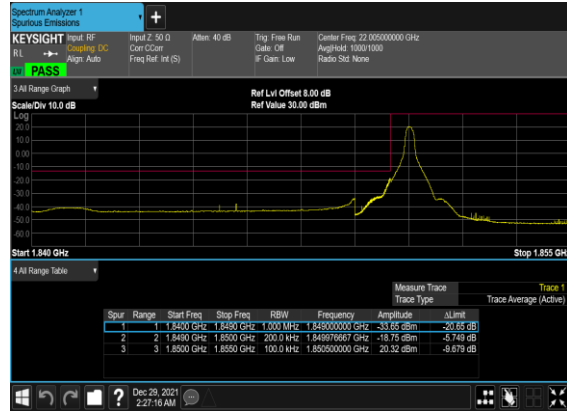 Spectrum Analyzer 1
Spurious Emissions
KEYSIGHT Input: RF Input Z: 50 Ω Atten: 40 dB Trig: Free Run Center Freq: 22.005000000 GHz
RL Coupling: DC Corr CCorr Gate: Off Avg|Hold: 1000/1000
Align: Auto Freq Ref: Int (S) IF Gain: Low Radio Std: None
LW PASS
3 All Range Graph
Ref Lvl Offset 8.00 dB
Scale/Div 10.0 dB Ref Value 30.00 dBm
Log
20.0
10.0
0.00
-10.0
-20.0
-30.0
-40.0
-50.0
-60.0
Start 1.840 GHz Stop 1.855 GH
4 All Range Table
Measure Trace Trace 1
Trace Type Trace Average (Active)
Spur Range Start Freq Stop Freq RBW Frequency Amplitude ΔLimit
1 1 1.8400 GHz 1.8490 GHz 1.000 MHz 1.849000000 GHz -33.65 dBm -20.65 dB
2 2 1.8490 GHz 1.8500 GHz 200.0 kHz 1.849976667 GHz -18.75 dBm -5.749 dB
3 3 1.8500 GHz 1.8550 GHz 100.0 kHz 1.850500000 GHz 20.32 dBm -9.679 dB
? Dec 29, 2021
2:27:16 AM